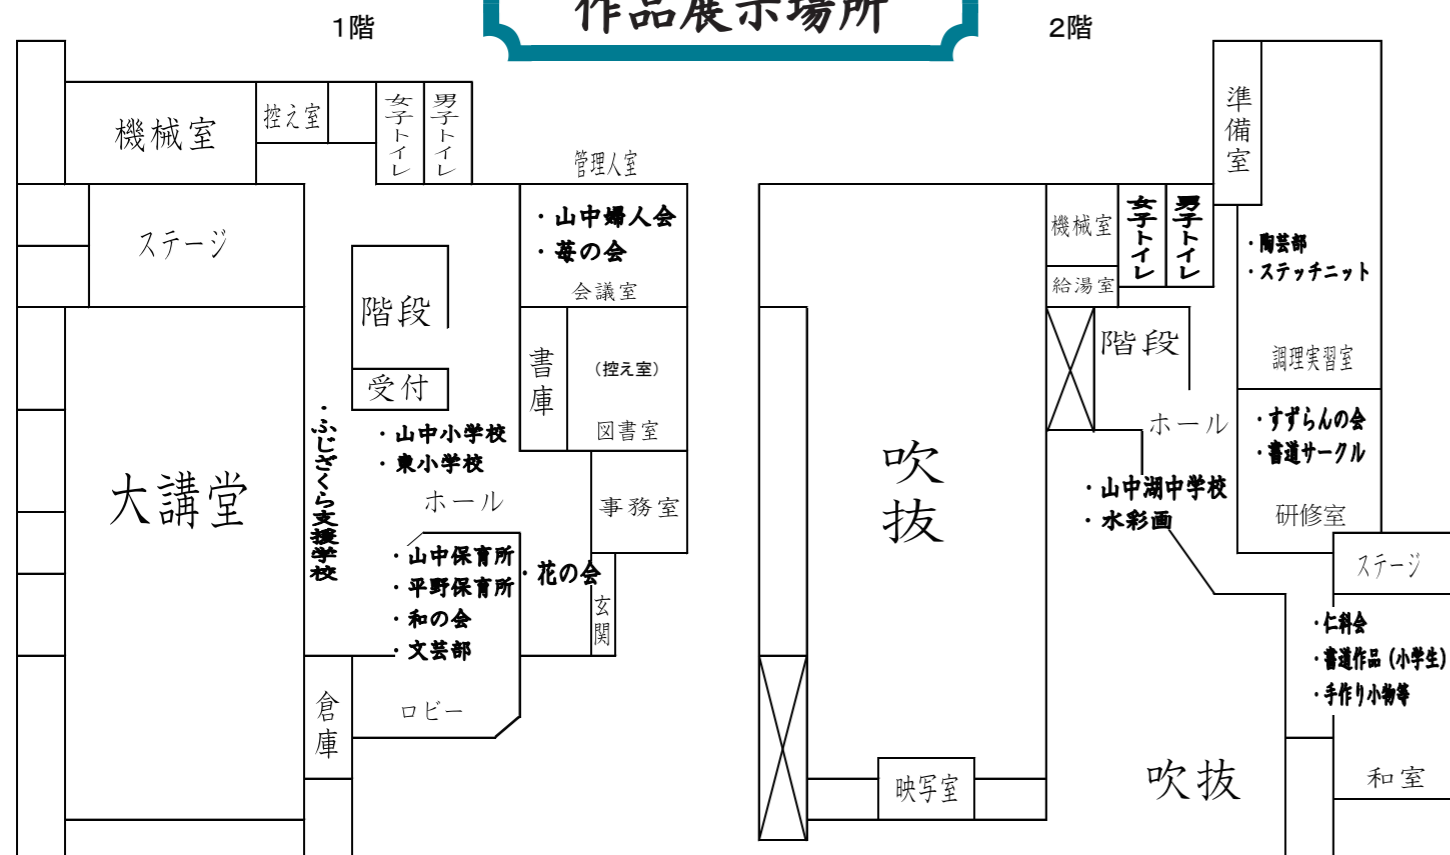 作品展示場所
1階
機械室
控え室
女子トイレ
男子トイレ
管理人室
ステージ
・山中婦人会
・苺の会
会議室
階段
受付
書庫
（控え室）
図書室
・ふじざくら支援学校
・山中小学校
・東小学校
ホール
大講堂
事務室
・山中保育所
・平野保育所
・和の会
・文芸部
・花の会
玄関
倉庫
ロビー
2階
準備室
機械室
給湯室
女子トイレ
男子トイレ
・陶芸部
・ステッチニット
調理実習室
階段
ホール
・すずらんの会
・書道サークル
研修室
吹抜
・山中湖中学校
・水彩画
ステージ
・仁科会
・書道作品（小学生）
・手作り小物等
和室
映写室
吹抜